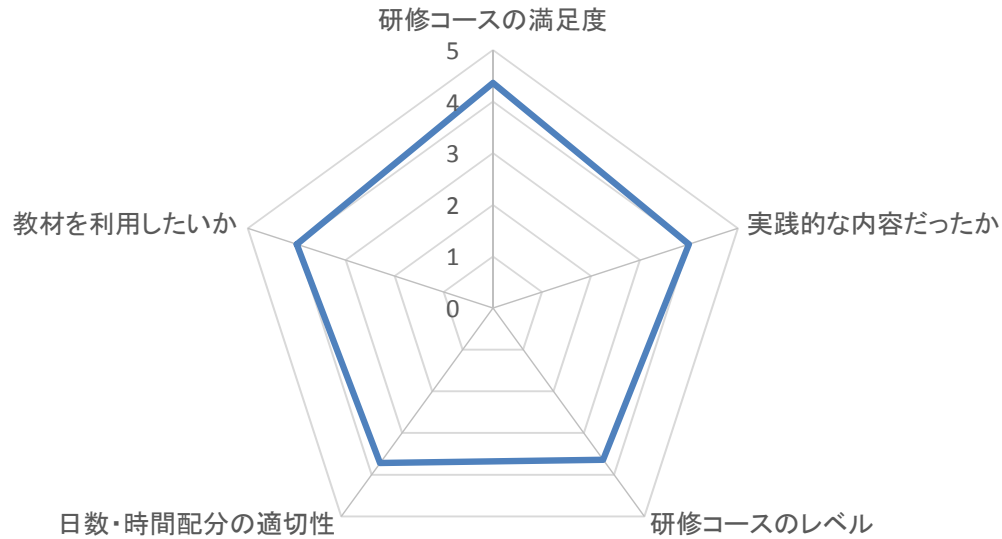 研修コースの満足度
5
4
3
2
1
0
教材を利用したいか
実践的な内容だったか
日数・時間配分の適切性
研修コースのレベル